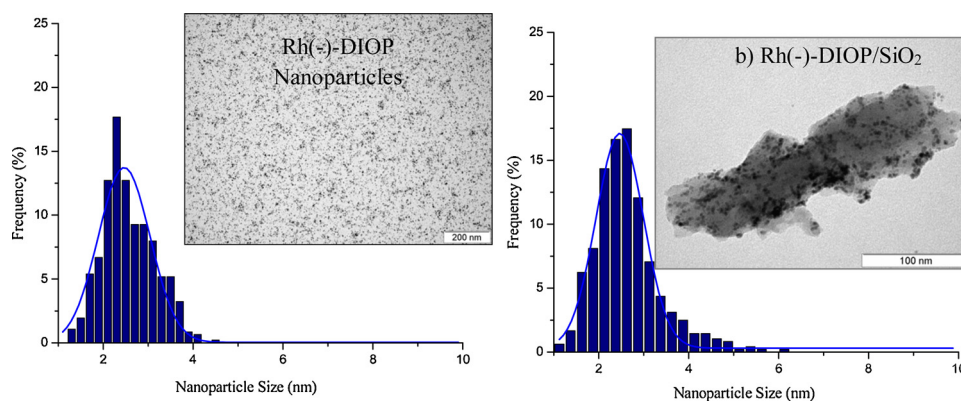 25
20
15
10
5
0
Frequency (%)
2
4
6
8
10
Nanoparticle Size (nm)
Rh(-)-DIOP
Nanoparticles
200 nm
25
20
15
10
5
0
Frequency (%)
2
4
6
8
10
Nanoparticle Size (nm)
b) Rh(-)-DIOP/SiO₂
100 nm